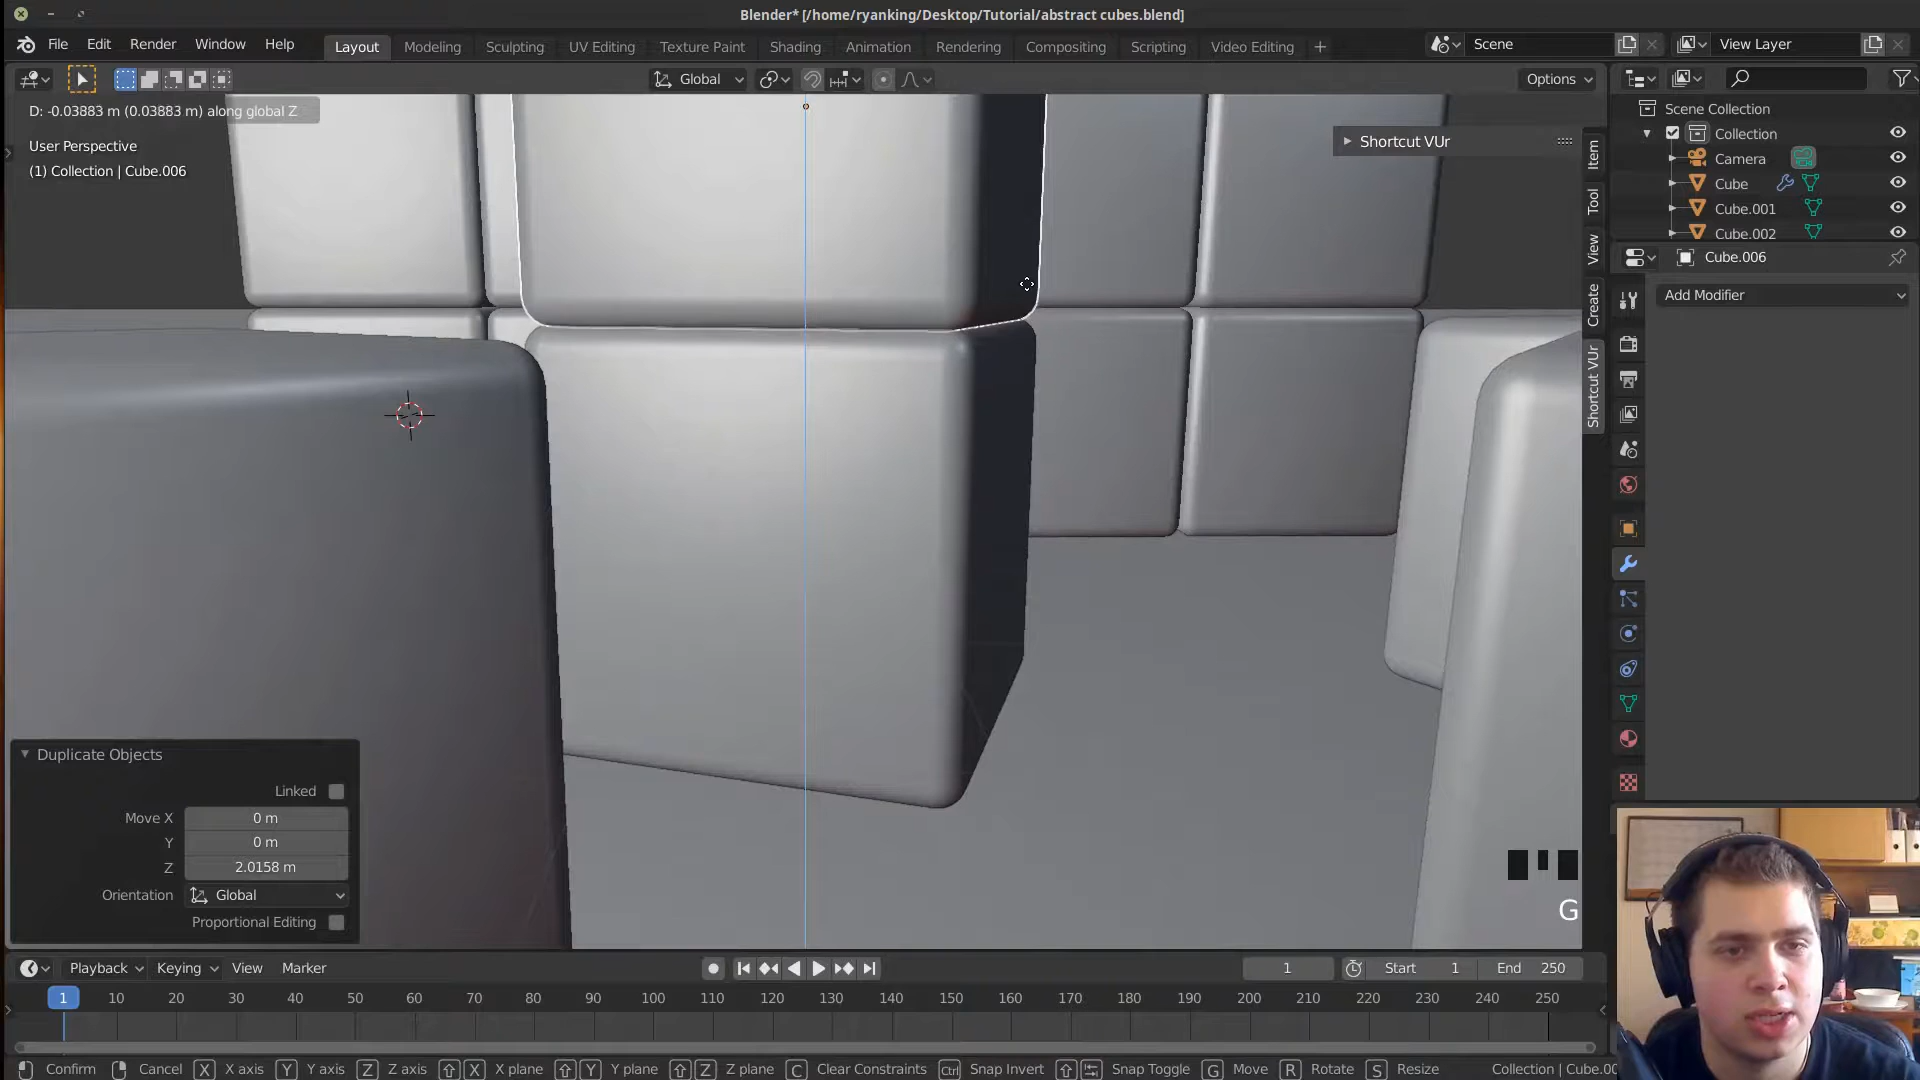 Blender* [/home/ryanking/Desktop/Tutorial/abstract cubes.blend]
File Edit Render Window Help Layout Modeling Sculpting UV Editing Texture Paint Shading Animation Rendering Compositing Scripting Video Editing + Scene View Layer
Global Options
D: -0.03883 m (0.03883 m) along global Z
User Perspective
(1) Collection | Cube.006
Shortcut VUr
Item
Tool
View
Create
Shortcut VUr
Scene Collection
Collection
Camera
Cube
Cube.001
Cube.002
Cube.006
Add Modifier
Duplicate Objects
Linked
Move X 0 m
Y 0 m
Z 2.0158 m
Orientation Global
Proportional Editing
G
Playback Keying View Marker 1 Start 1 End 250
1 10 20 30 40 50 60 70 80 90 100 110 120 130 140 150 160 170 180 190 200 210 220 230 240 250
Confirm Cancel X X axis Y Y axis Z Z axis X X plane Y Y plane Z Z plane C Clear Constraints Ctrl Snap Invert Snap Toggle G Move R Rotate S Resize Collection | Cube.00